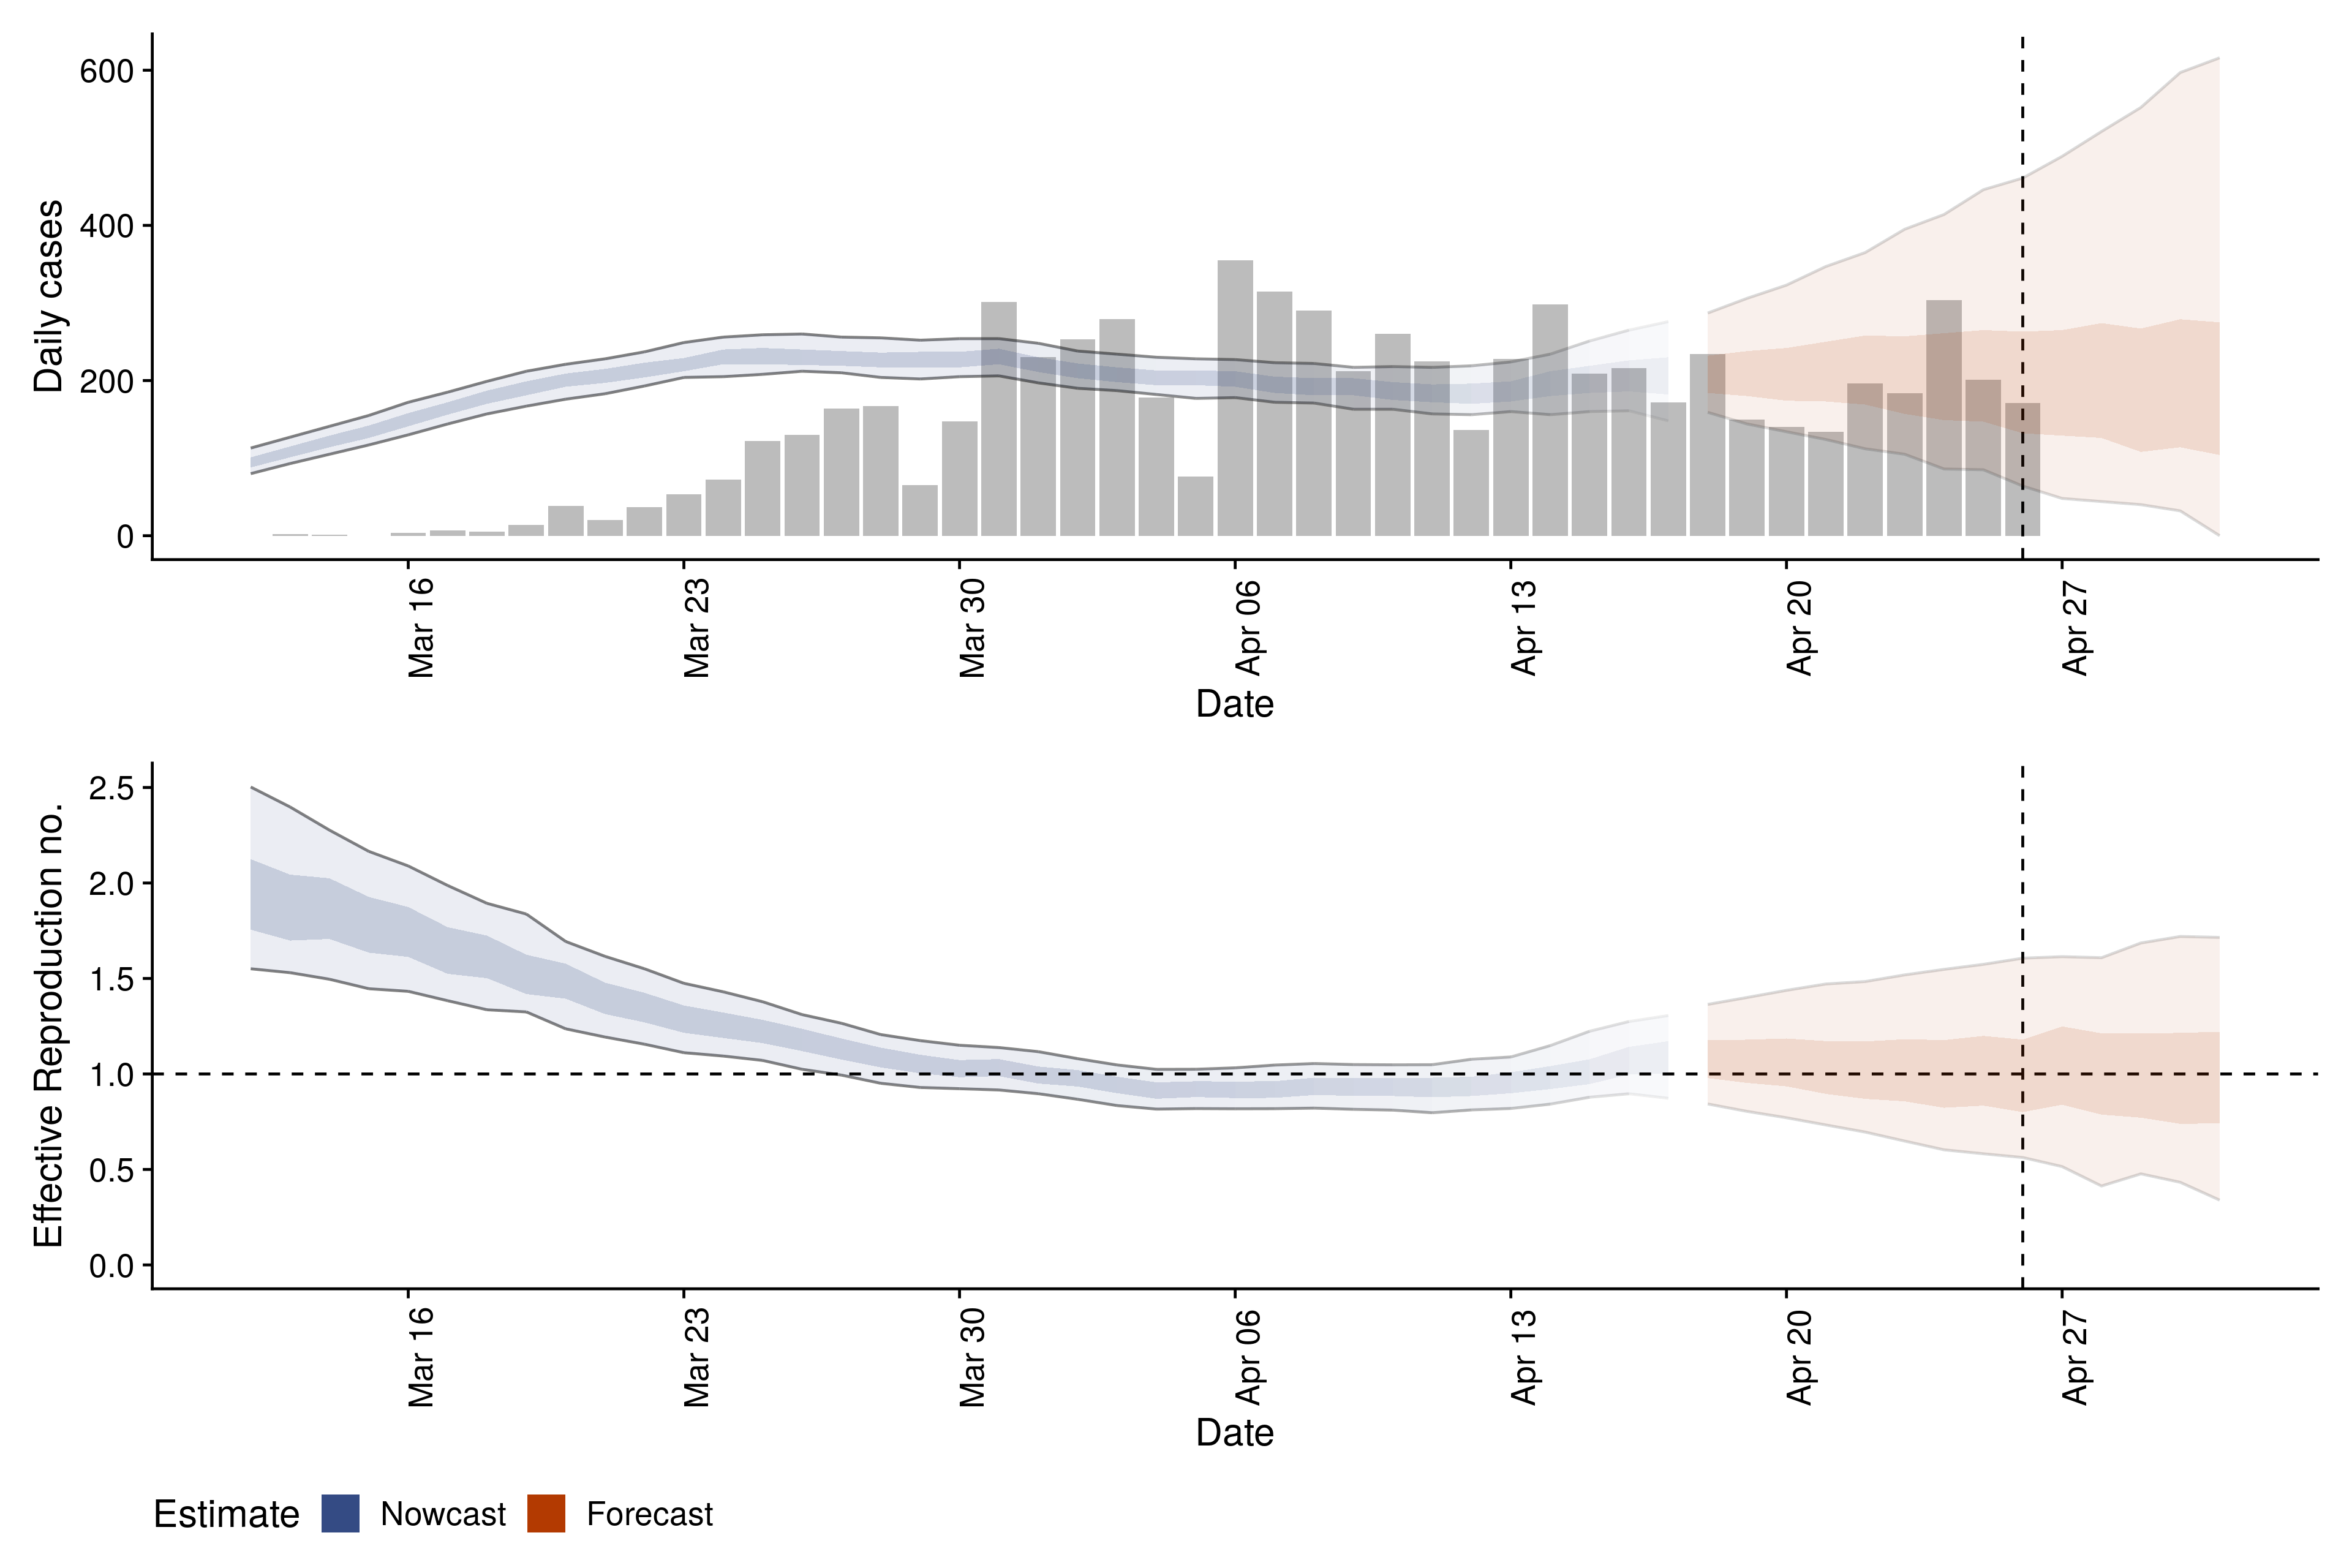 Daily cases
600
400
200
0
Mar 16
Mar 23
Mar 30
Apr 06
Apr 13
Apr 20
Apr 27
Date
Effective Reproduction no.
2.5
2.0
1.5
1.0
0.5
0.0
Mar 16
Mar 23
Mar 30
Apr 06
Apr 13
Apr 20
Apr 27
Date
Estimate Nowcast Forecast